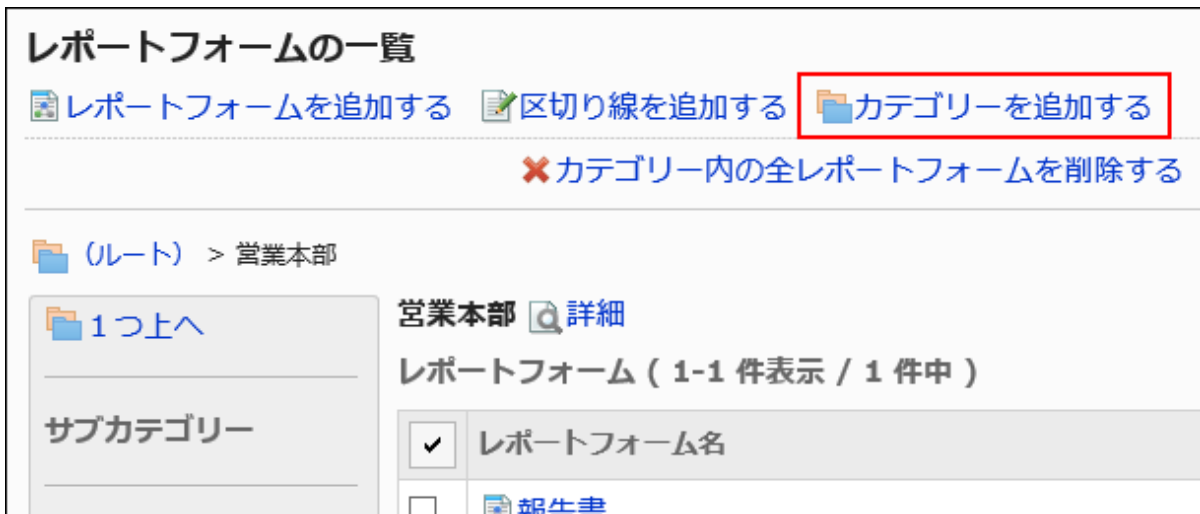 レポートフォームの一覧
レポートフォームを追加する 区切り線を追加する カテゴリーを追加する
カテゴリー内の全レポートフォームを削除する
（ルート） > 営業本部
1つ上へ
サブカテゴリー
営業本部 詳細
レポートフォーム ( 1-1 件表示 / 1 件中 )
レポートフォーム名
報告書